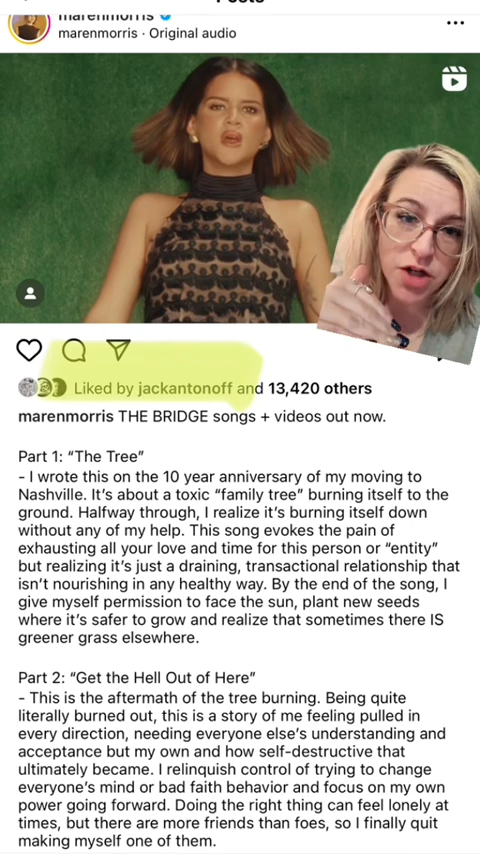 Posts
marenmorris
marenmorris · Original audio
Liked by jackantonoff and 13,420 others
marenmorris THE BRIDGE songs + videos out now.
Part 1: “The Tree”
- I wrote this on the 10 year anniversary of my moving to
Nashville. It’s about a toxic “family tree” burning itself to the
ground. Halfway through, I realize it’s burning itself down
without any of my help. This song evokes the pain of
exhausting all your love and time for this person or “entity”
but realizing it’s just a draining, transactional relationship that
isn’t nourishing in any healthy way. By the end of the song, I
give myself permission to face the sun, plant new seeds
where it’s safer to grow and realize that sometimes there IS
greener grass elsewhere.
Part 2: “Get the Hell Out of Here”
- This is the aftermath of the tree burning. Being quite
literally burned out, this is a story of me feeling pulled in
every direction, needing everyone else’s understanding and
acceptance but my own and how self-destructive that
ultimately became. I relinquish control of trying to change
everyone’s mind or bad faith behavior and focus on my own
power going forward. Doing the right thing can feel lonely at
times, but there are more friends than foes, so I finally quit
making myself one of them.